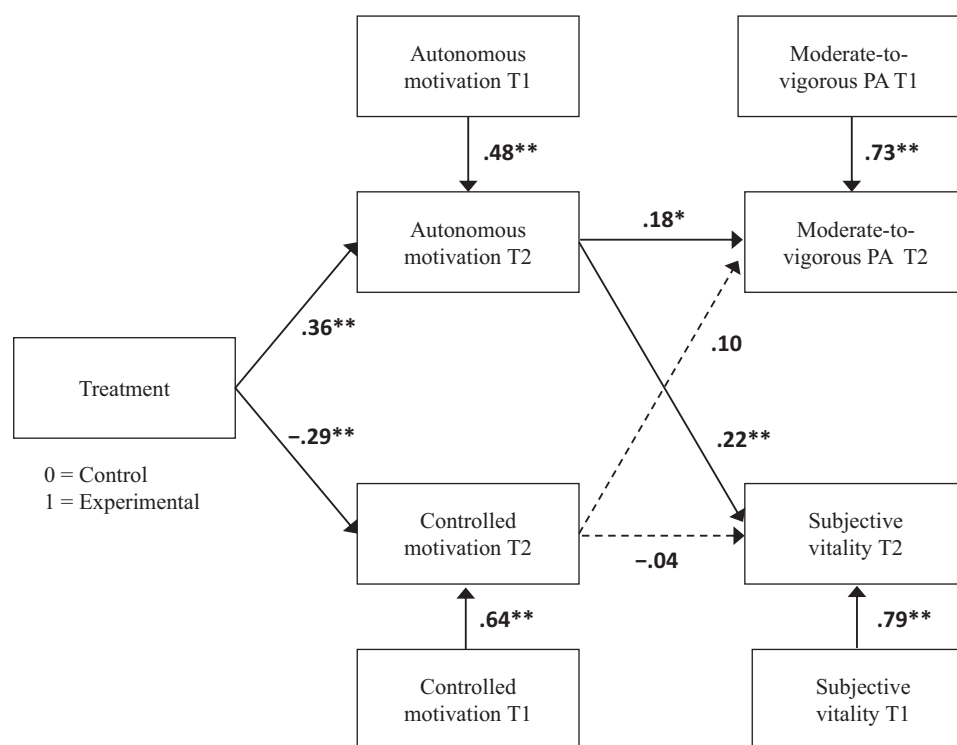 Autonomous
motivation T1
Moderate-to-
vigorous PA T1
.48**
.73**
Autonomous
motivation T2
.18*
Moderate-to-
vigorous PA T2
.36**
.10
Treatment
−.29**
.22**
0 = Control
1 = Experimental
Controlled
motivation T2
−.04
Subjective
vitality T2
.64**
.79**
Controlled
motivation T1
Subjective
vitality T1